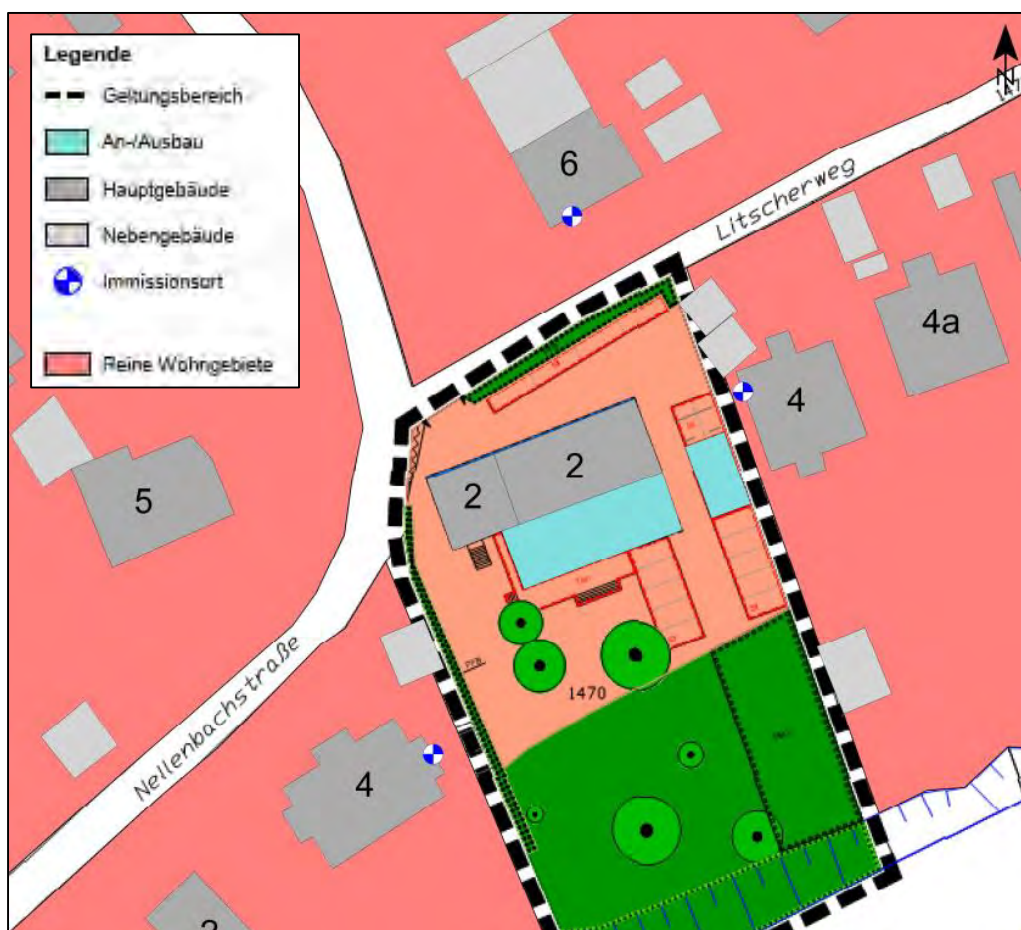 Legende
Geltungsbereich
An-/Ausbau
Hauptgebäude
Nebengebäude
Immissionsort
Reine Wohngebiete
N
147
6
Litscherweg
4a
4
2
2
5
1470
Nellenbachstraße
4